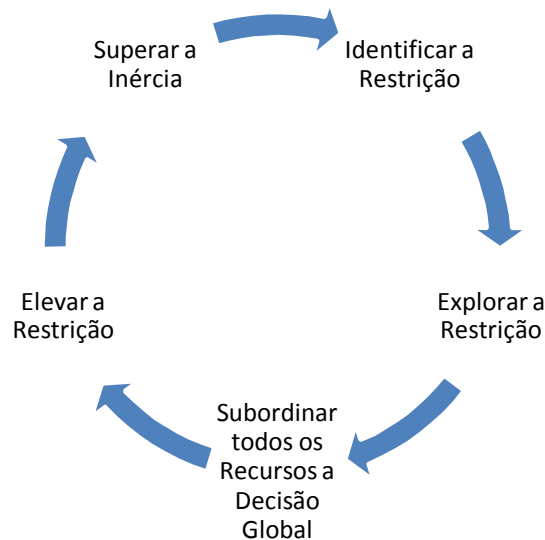 Superar a
Inércia
Identificar a
Restrição
Explorar a
Restrição
Subordinar
todos os
Recursos a
Decisão
Global
Elevar a
Restrição